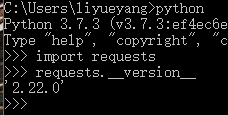 C:\Users\liyueyang>python
Python 3.7.3 (v3.7.3:ef4ec6e
Type "help", "copyright", "c
>>> import requests
>>> requests.__version__
'2.22.0'
>>>